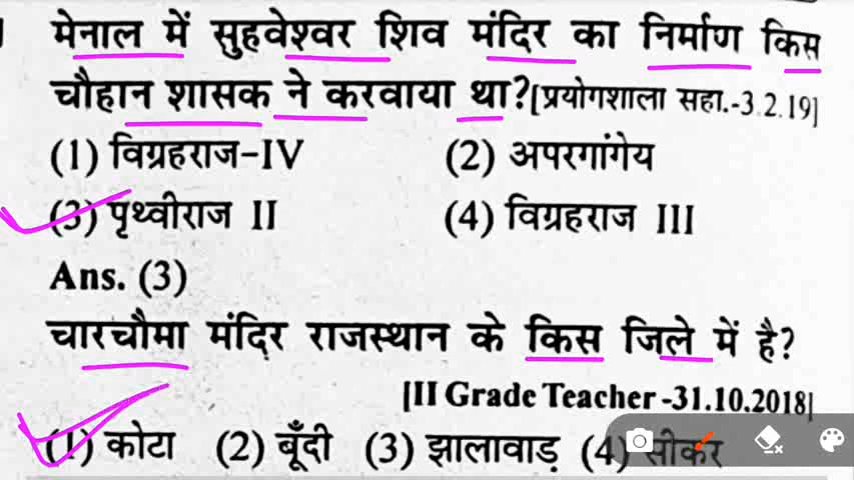 मेनाल में सुहवेश्वर शिव मंदिर का निर्माण किस
चौहान शासक ने करवाया था?[प्रयोगशाला सहा.-3.2.19]
(1) विग्रहराज-IV (2) अपरगांगेय
(3) पृथ्वीराज II (4) विग्रहराज III
Ans. (3)
चारचौमा मंदिर राजस्थान के किस जिले में है?
[II Grade Teacher -31.10.2018]
(1) कोटा (2) बूँदी (3) झालावाड़ (4) सीकर